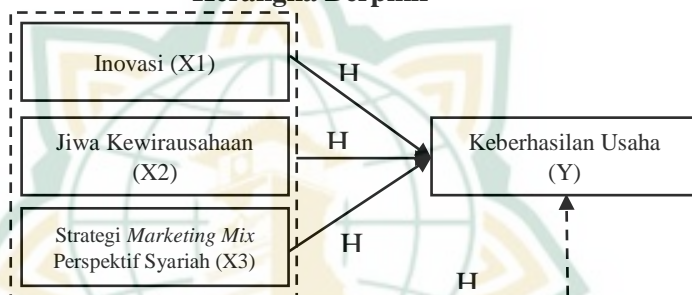 Kerangka Berpikir
Inovasi (X1)
H
Jiwa Kewirausahaan
(X2)
H
Keberhasilan Usaha
(Y)
Strategi Marketing Mix
Perspektif Syariah (X3)
H
H